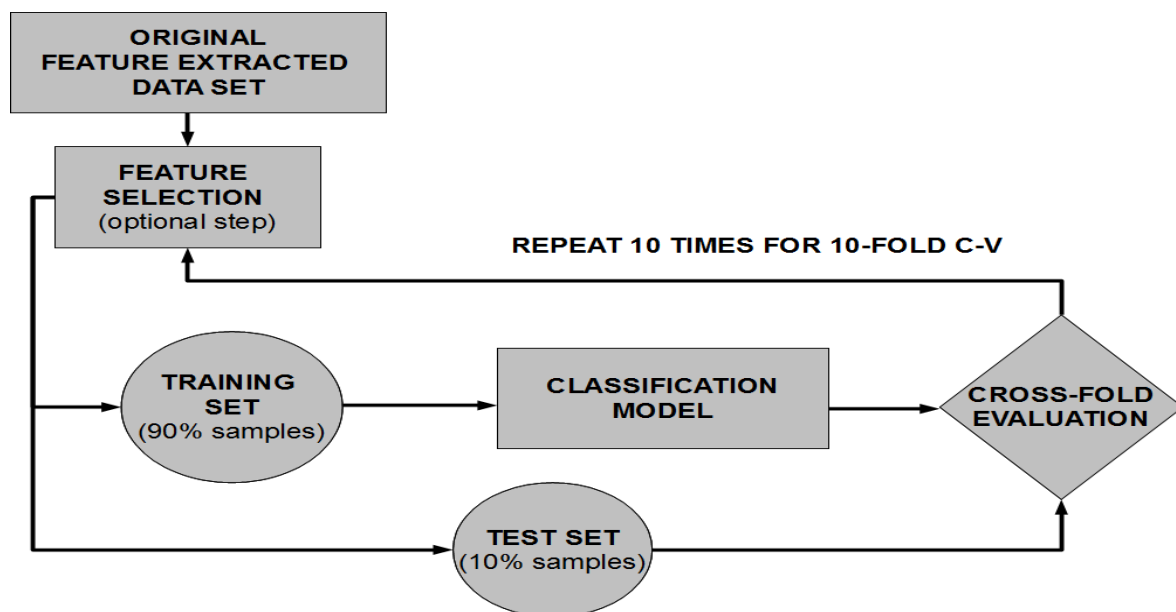 ORIGINAL
FEATURE EXTRACTED
DATA SET
FEATURE
SELECTION
(optional step)
REPEAT 10 TIMES FOR 10-FOLD C-V
TRAINING
SET
(90% samples)
CLASSIFICATION
MODEL
CROSS-FOLD
EVALUATION
TEST SET
(10% samples)